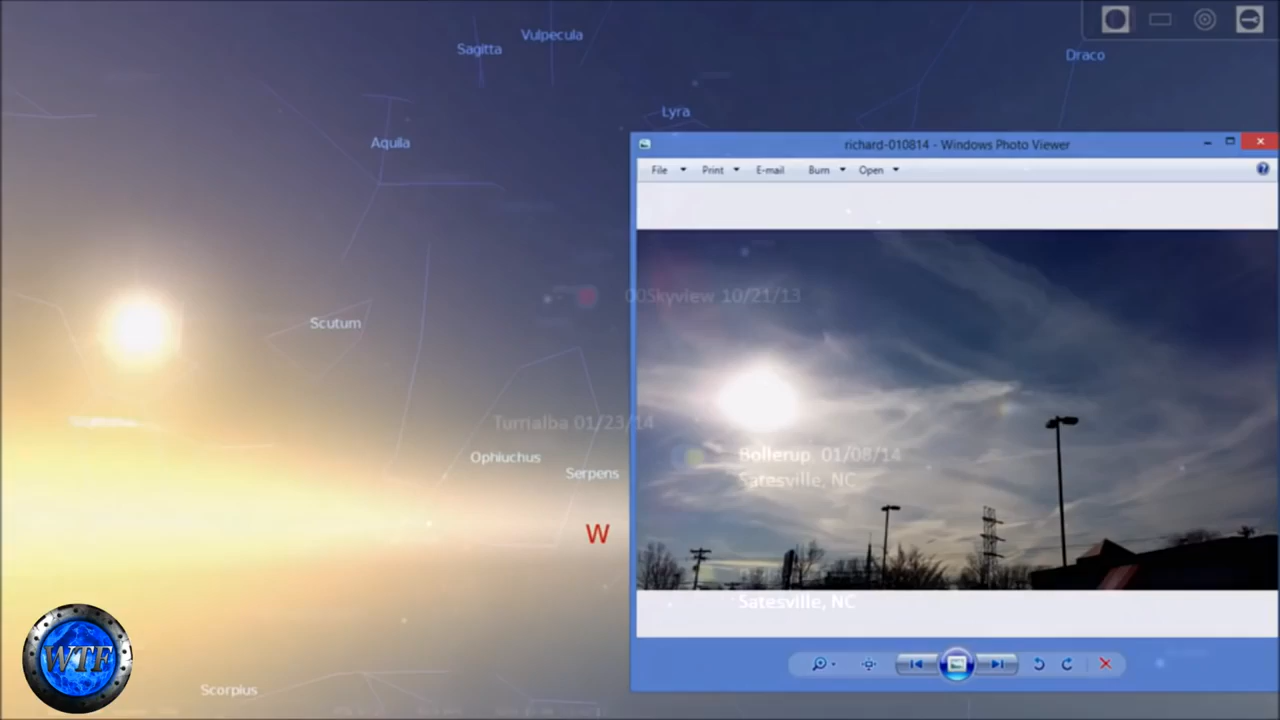 Vulpecula
Sagitta
Draco
Lyra
Aquila
richard-010814 - Windows Photo Viewer
File Print E-mail Burn Open
00Skyview 10/21/13
Scutum
Turrialba 01/23/14
Bollerup 01/08/14
Satesville, NC
Ophiuchus
Serpens
W
Satesville, NC
WTF
Scorpius